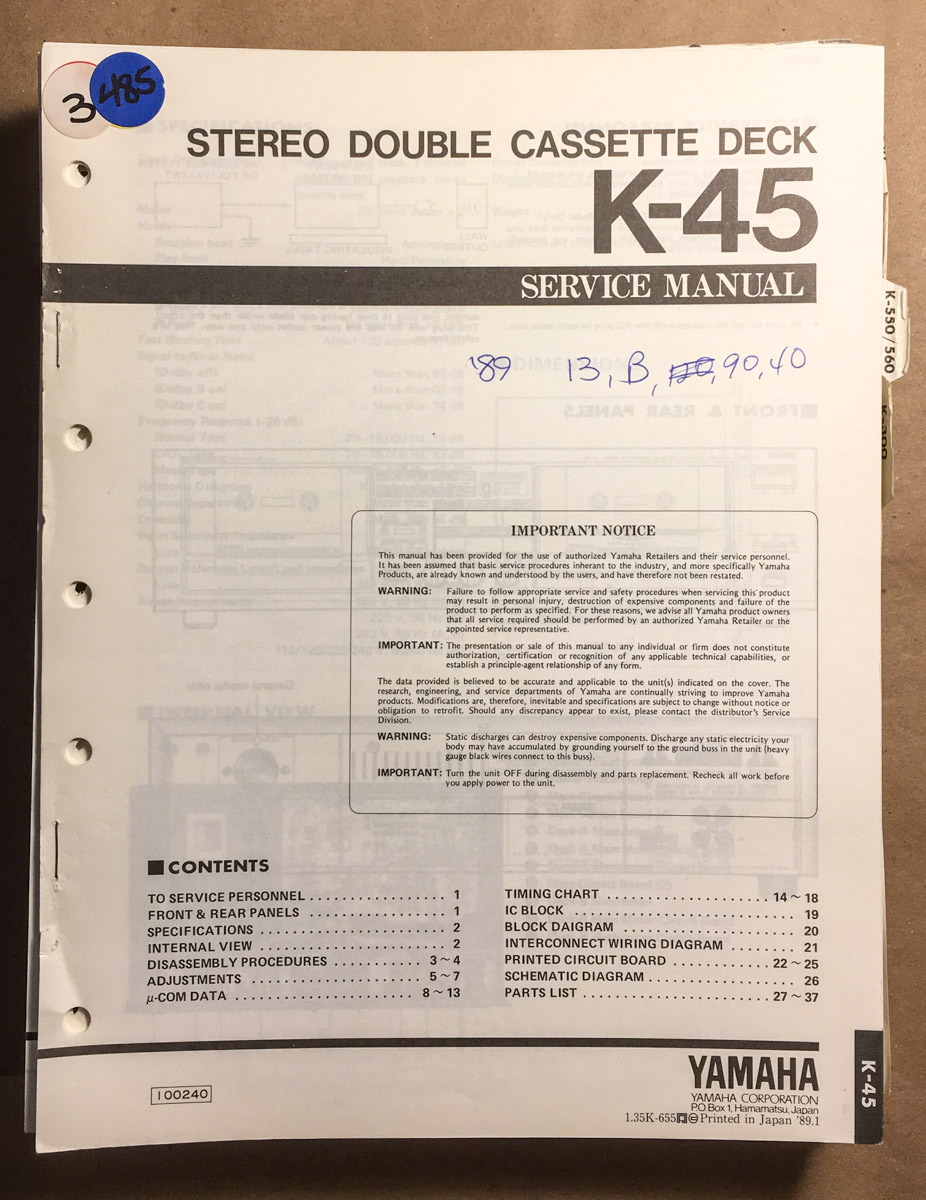 3 485
STEREO DOUBLE CASSETTE DECK
K-45
SERVICE MANUAL
'89 13, B, 90, 40
K-550/560
IMPORTANT NOTICE
This manual has been provided for the use of authorized Yamaha Retailers and their service personnel.
It has been assumed that basic service procedures inherant to the industry, and more specifically Yamaha
Products, are already known and understood by the users, and have therefore not been restated.
WARNING: Failure to follow appropriate service and safety procedures when servicing this product
may result in personal injury, destruction of expensive components and failure of the
product to perform as specified. For these reasons, we advise all Yamaha product owners
that all service required should be performed by an authorized Yamaha Retailer or the
appointed service representative.
IMPORTANT: The presentation or sale of this manual to any individual or firm does not constitute
authorization, certification or recognition of any applicable technical capabilities, or
establish a principle-agent relationship of any form.
The data provided is believed to be accurate and applicable to the unit(s) indicated on the cover. The
research, engineering, and service departments of Yamaha are continually striving to improve Yamaha
products. Modifications are, therefore, inevitable and specifications are subject to change without notice or
obligation to retrofit. Should any discrepancy appear to exist, please contact the distributor's Service
Division.
WARNING: Static discharges can destroy expensive components. Discharge any static electricity your
body may have accumulated by grounding yourself to the ground buss in the unit (heavy
gauge black wires connect to this buss).
IMPORTANT: Turn the unit OFF during disassembly and parts replacement. Recheck all work before
you apply power to the unit.
■ CONTENTS
TO SERVICE PERSONNEL ................. 1
FRONT & REAR PANELS ................. 1
SPECIFICATIONS ....................... 2
INTERNAL VIEW ....................... 2
DISASSEMBLY PROCEDURES ........... 3 ~ 4
ADJUSTMENTS ..................... 5 ~ 7
μ-COM DATA ....................... 8 ~ 13
TIMING CHART ..................... 14 ~ 18
IC BLOCK ............................ 19
BLOCK DAIGRAM ...................... 20
INTERCONNECT WIRING DIAGRAM ........ 21
PRINTED CIRCUIT BOARD ............ 22 ~ 25
SCHEMATIC DIAGRAM ................... 26
PARTS LIST ........................ 27 ~ 37
100240
YAMAHA
YAMAHA CORPORATION
P.O.Box 1, Hamamatsu, Japan
1.35K-655 Printed in Japan '89.1
K-45